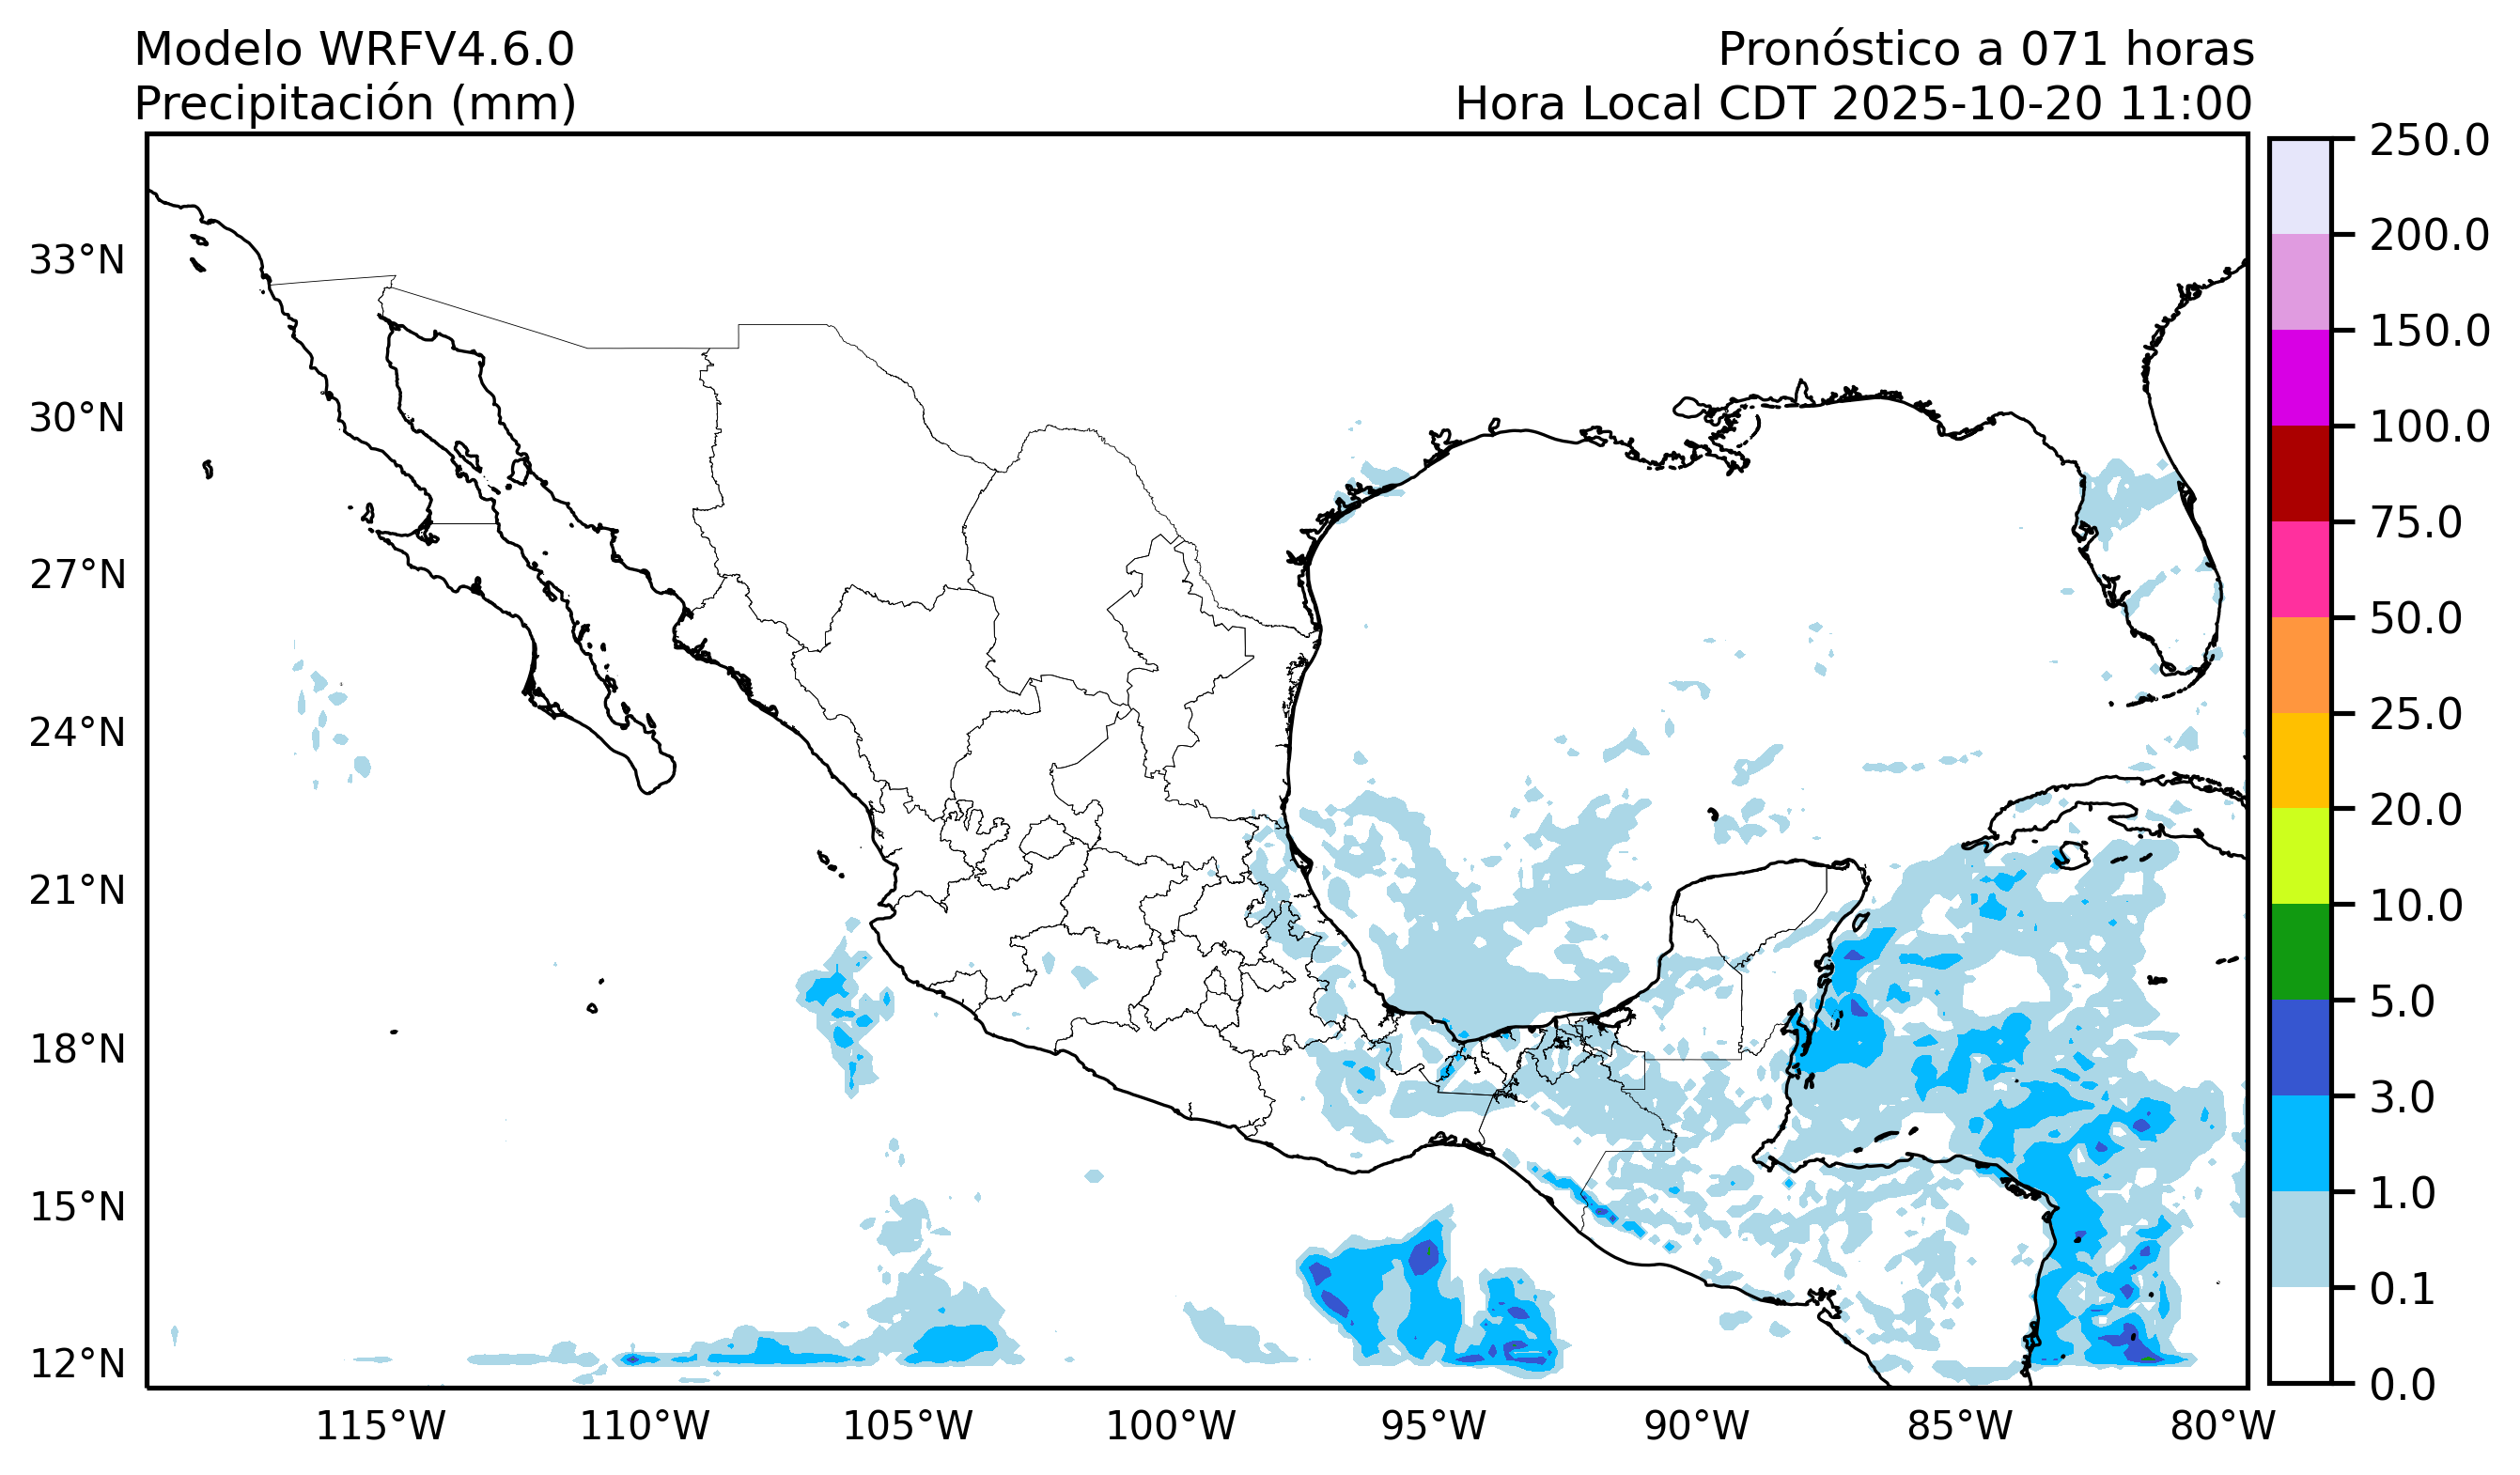 Modelo WRFV4.6.0
Precipitación (mm)
Pronóstico a 071 horas
Hora Local CDT 2025-10-20 11:00
33°N
30°N
27°N
24°N
21°N
18°N
15°N
12°N
115°W
110°W
105°W
100°W
95°W
90°W
85°W
80°W
250.0
200.0
150.0
100.0
75.0
50.0
25.0
20.0
10.0
5.0
3.0
1.0
0.1
0.0